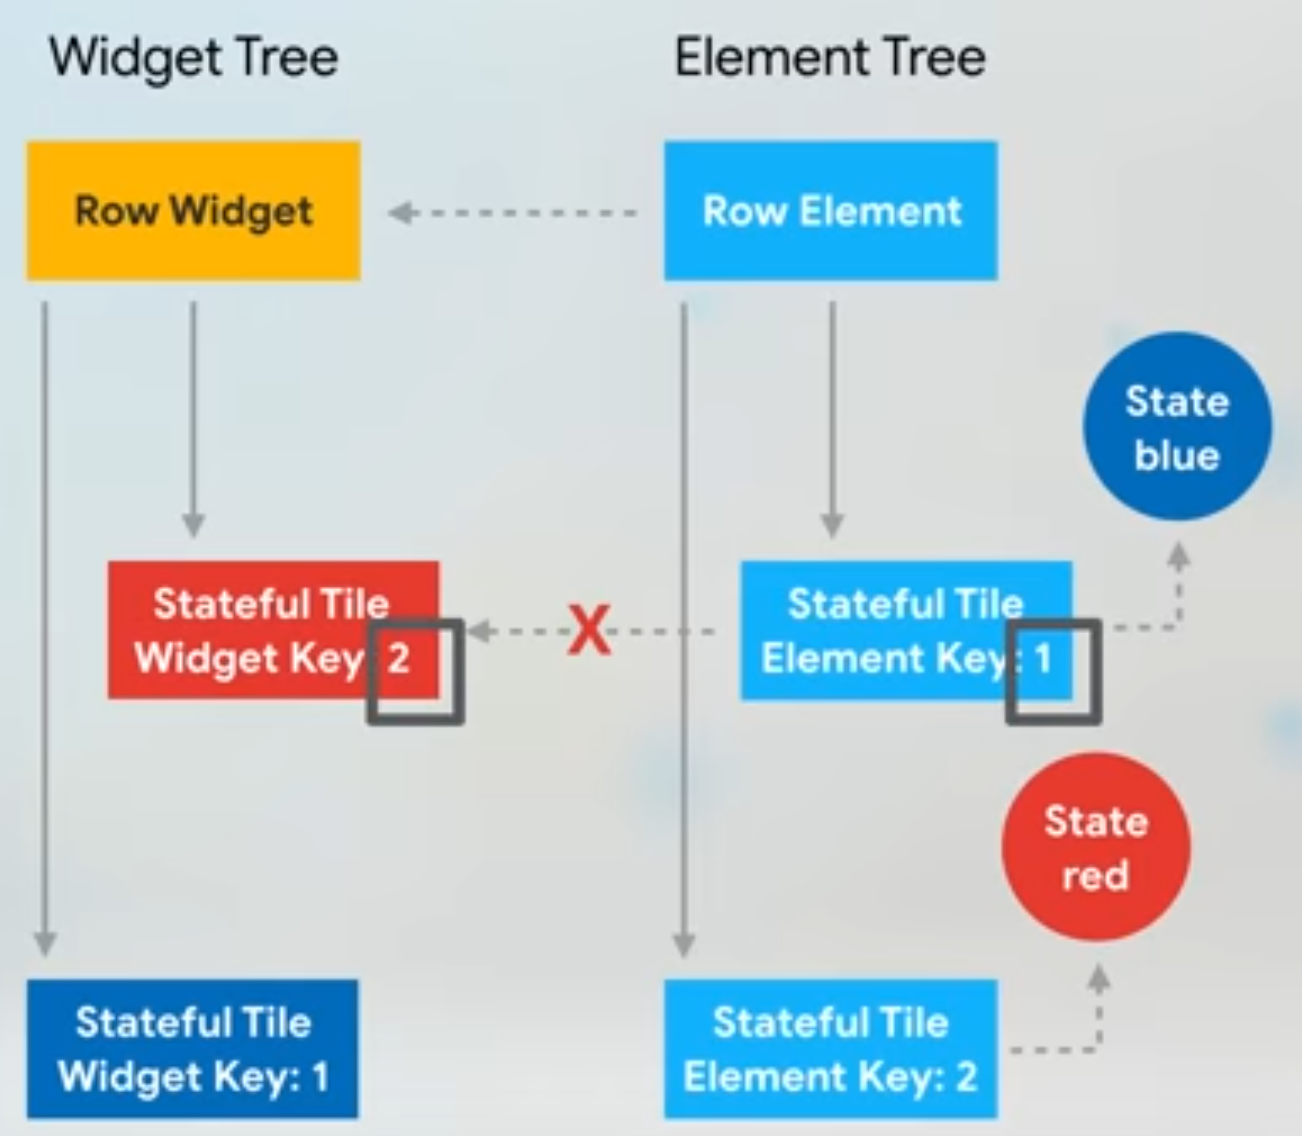 Widget Tree
Element Tree
Row Widget
Row Element
State
blue
Stateful Tile
Widget Key 2
X
Stateful Tile
Element Key: 1
State
red
Stateful Tile
Widget Key: 1
Stateful Tile
Element Key: 2